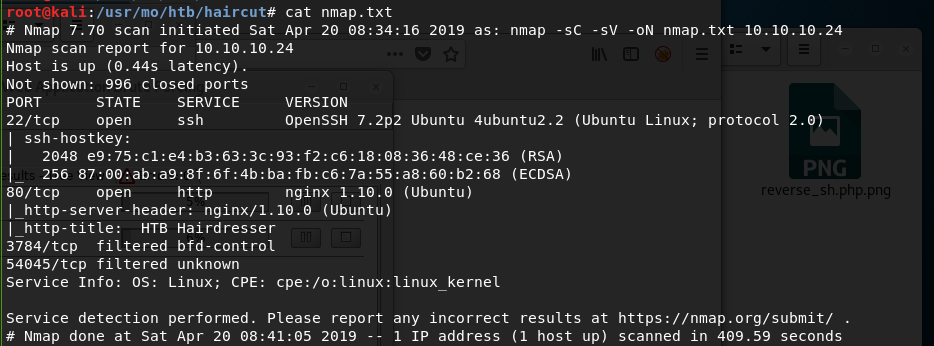 root@kali:/usr/mo/htb/haircut# cat nmap.txt
# Nmap 7.70 scan initiated Sat Apr 20 08:34:16 2019 as: nmap -sC -sV -oN nmap.txt 10.10.10.24
Nmap scan report for 10.10.10.24
Host is up (0.44s latency).
Not shown: 996 closed ports
PORT      STATE    SERVICE     VERSION
22/tcp    open     ssh         OpenSSH 7.2p2 Ubuntu 4ubuntu2.2 (Ubuntu Linux; protocol 2.0)
| ssh-hostkey:
|   2048 e9:75:c1:e4:b3:63:3c:93:f2:c6:18:08:36:48:ce:36 (RSA)
|_  256 87:00:ab:a9:8f:6f:4b:ba:fb:c6:7a:55:a8:60:b2:68 (ECDSA)
80/tcp    open     http        nginx 1.10.0 (Ubuntu)
|_http-server-header: nginx/1.10.0 (Ubuntu)
|_http-title:  HTB Hairdresser
3784/tcp  filtered bfd-control
54045/tcp filtered unknown
Service Info: OS: Linux; CPE: cpe:/o:linux:linux_kernel
Service detection performed. Please report any incorrect results at https://nmap.org/submit/ .
# Nmap done at Sat Apr 20 08:41:05 2019 -- 1 IP address (1 host up) scanned in 409.59 seconds
PNG
reverse_sh.php.png